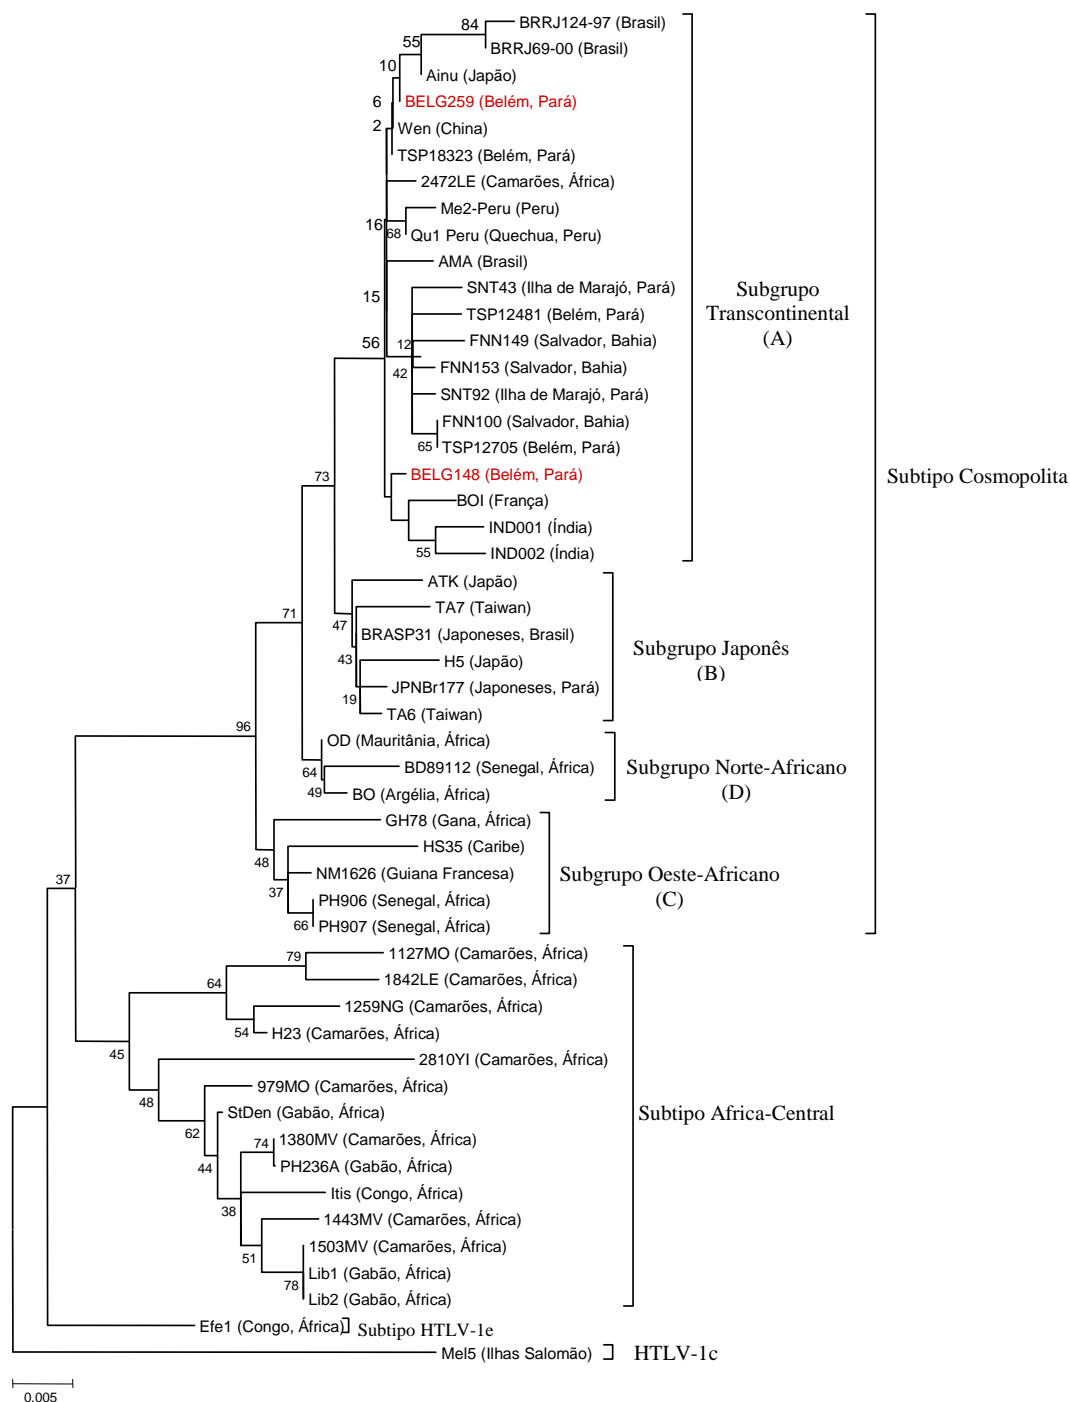 84
BRRJ124-97 (Brasil)
55
BRRJ69-00 (Brasil)
10
Ainu (Japão)
6
BELG259 (Belém, Pará)
2
Wen (China)
TSP18323 (Belém, Pará)
2472LE (Camarões, África)
Me2-Peru (Peru)
16
68
Qu1 Peru (Quechua, Peru)
AMA (Brasil)
15
SNT43 (Ilha de Marajó, Pará)
TSP12481 (Belém, Pará)
Subgrupo
Transcontinental
(A)
56
12
FNN149 (Salvador, Bahia)
42
FNN153 (Salvador, Bahia)
SNT92 (Ilha de Marajó, Pará)
FNN100 (Salvador, Bahia)
65
TSP12705 (Belém, Pará)
73
BELG148 (Belém, Pará)
Subtipo Cosmopolita
BOI (França)
IND001 (Índia)
55
IND002 (Índia)
ATK (Japão)
TA7 (Taiwan)
71
47
BRASP31 (Japoneses, Brasil)
43
H5 (Japão)
Subgrupo Japonês
(B)
19
JPNBr177 (Japoneses, Pará)
TA6 (Taiwan)
96
OD (Mauritânia, África)
64
BD89112 (Senegal, África)
49
BO (Argélia, África)
Subgrupo Norte-Africano
(D)
GH78 (Gana, África)
48
HS35 (Caribe)
37
NM1626 (Guiana Francesa)
37
PH906 (Senegal, África)
66
PH907 (Senegal, África)
Subgrupo Oeste-Africano
(C)
79
1127MO (Camarões, África)
64
1842LE (Camarões, África)
1259NG (Camarões, África)
54
H23 (Camarões, África)
45
2810YI (Camarões, África)
48
979MO (Camarões, África)
StDen (Gabão, África)
Subtipo Africa-Central
62
74
1380MV (Camarões, África)
44
PH236A (Gabão, África)
Itis (Congo, África)
38
1443MV (Camarões, África)
51
1503MV (Camarões, África)
78
Lib1 (Gabão, África)
Lib2 (Gabão, África)
Efe1 (Congo, África)
Subtipo HTLV-1e
Mel5 (Ilhas Salomão)
HTLV-1c
0.005